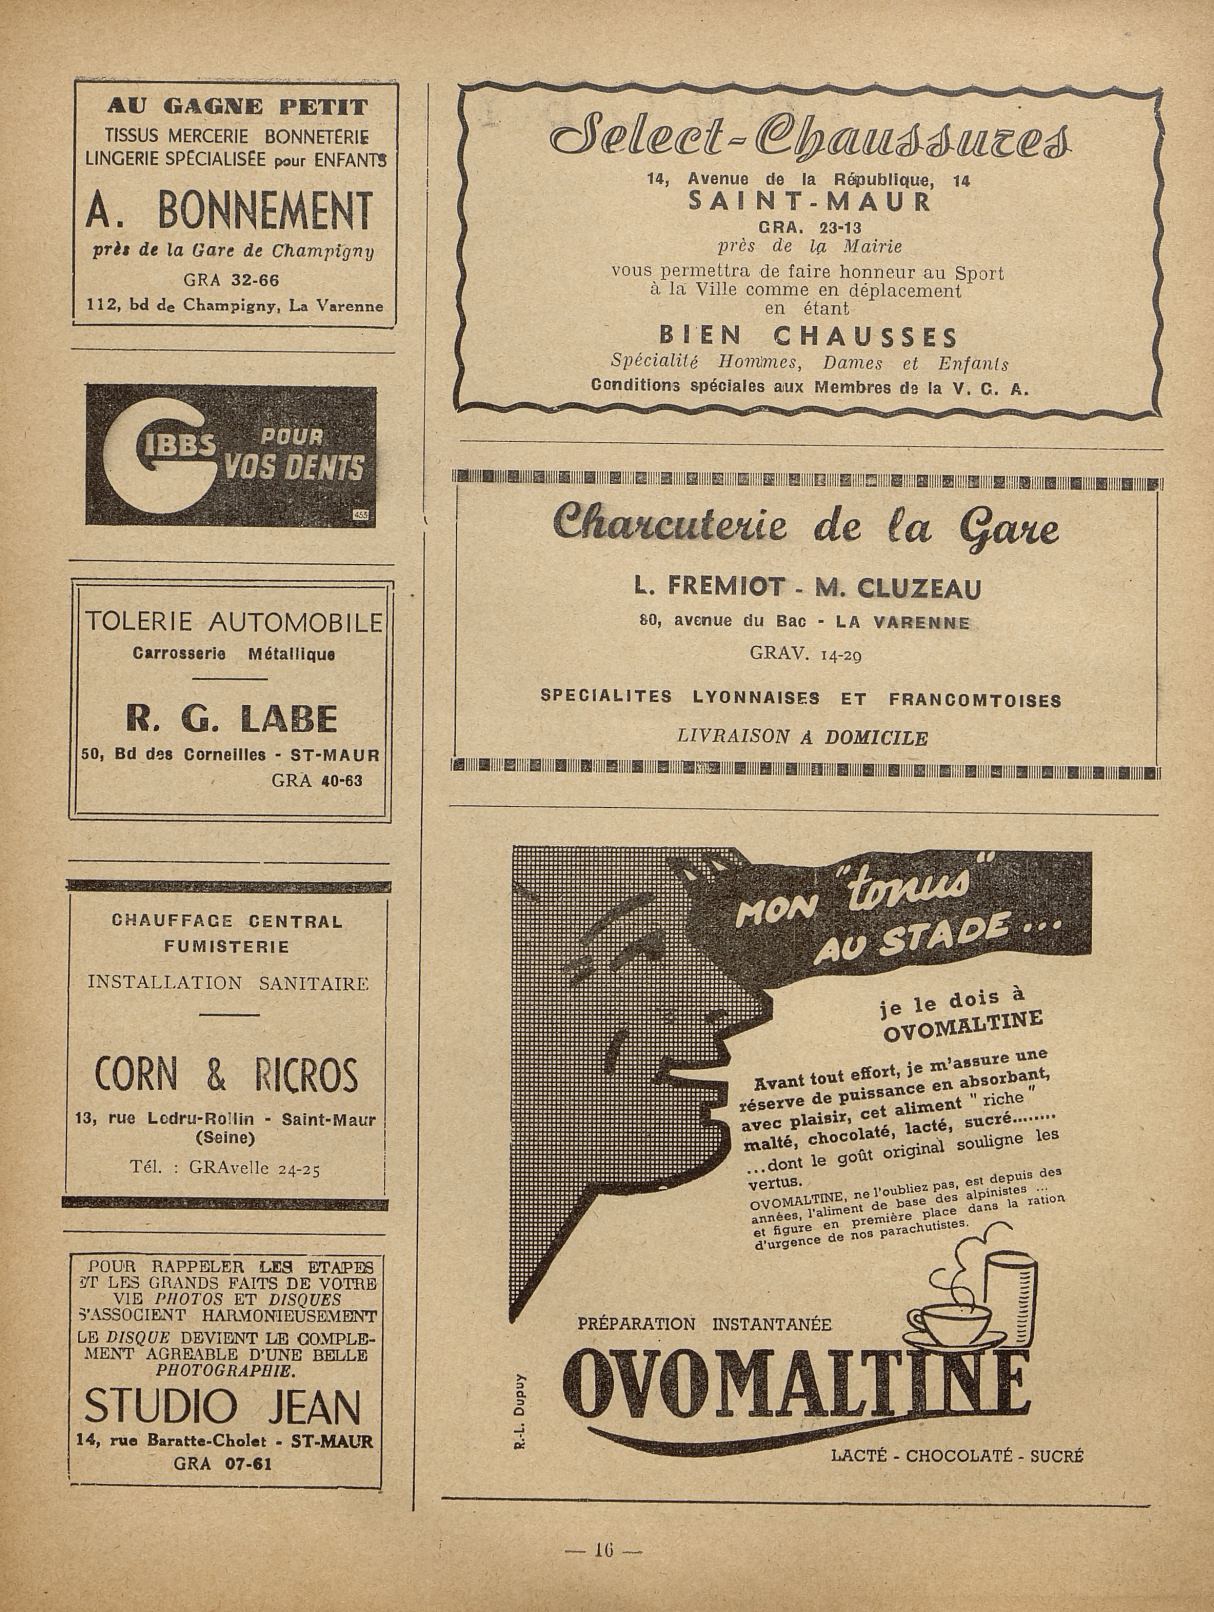 AU GAGNE PETIT
TISSUS MERCERIE BONNETERIE
LINGERIE SPÉCIALISÉE pour ENFANTS
A. BONNEMENT
près de la Gare de Champigny
GRA 32-66
112, bd de Champigny, La Varenne
GIBBS POUR
VOS DENTS
453
TOLERIE AUTOMOBILE
Carrosserie Métallique
R. G. LABE
50, Bd des Corneilles - ST-MAUR
GRA 40-63
CHAUFFAGE CENTRAL
FUMISTERIE
INSTALLATION SANITAIRE
CORN & RICROS
13, rue Ledru-Rollin - Saint-Maur
(Seine)
Tél. : GRAvelle 24-25
POUR RAPPELER LES ETAPES
ET LES GRANDS FAITS DE VOTRE
VIE PHOTOS ET DISQUES
S'ASSOCIENT HARMONIEUSEMENT
LE DISQUE DEVIENT LE COMPLE-
MENT AGREABLE D'UNE BELLE
PHOTOGRAPHIE.
STUDIO JEAN
14, rue Baratte-Cholet - ST-MAUR
GRA 07-61
Select-Chaussures
14, Avenue de la République, 14
SAINT-MAUR
GRA. 23-13
près de la Mairie
vous permettra de faire honneur au Sport
à la Ville comme en déplacement
en étant
BIEN CHAUSSES
Spécialité Hommes, Dames et Enfants
Conditions spéciales aux Membres de la V. G. A.
Charcuterie de la Gare
L. FREMIOT - M. CLUZEAU
80, avenue du Bac - LA VARENNE
GRAV. 14-29
SPECIALITES LYONNAISES ET FRANCOMTOISES
LIVRAISON A DOMICILE
MON "tonus"
AU STADE...
je le dois à
OVOMALTINE
Avant tout effort, je m'assure une
réserve de puissance en absorbant,
avec plaisir, cet aliment " riche "
malté, chocolaté, lacté, sucré........
...dont le goût original souligne les
vertus.
OVOMALTINE, ne l'oubliez pas, est depuis des
années, l'aliment de base des alpinistes ...
et figure en première place dans la ration
d'urgence de nos parachutistes.
PRÉPARATION INSTANTANÉE
OVOMALTINE
R.-L. Dupuy
LACTÉ - CHOCOLATÉ - SUCRÉ
— 16 —